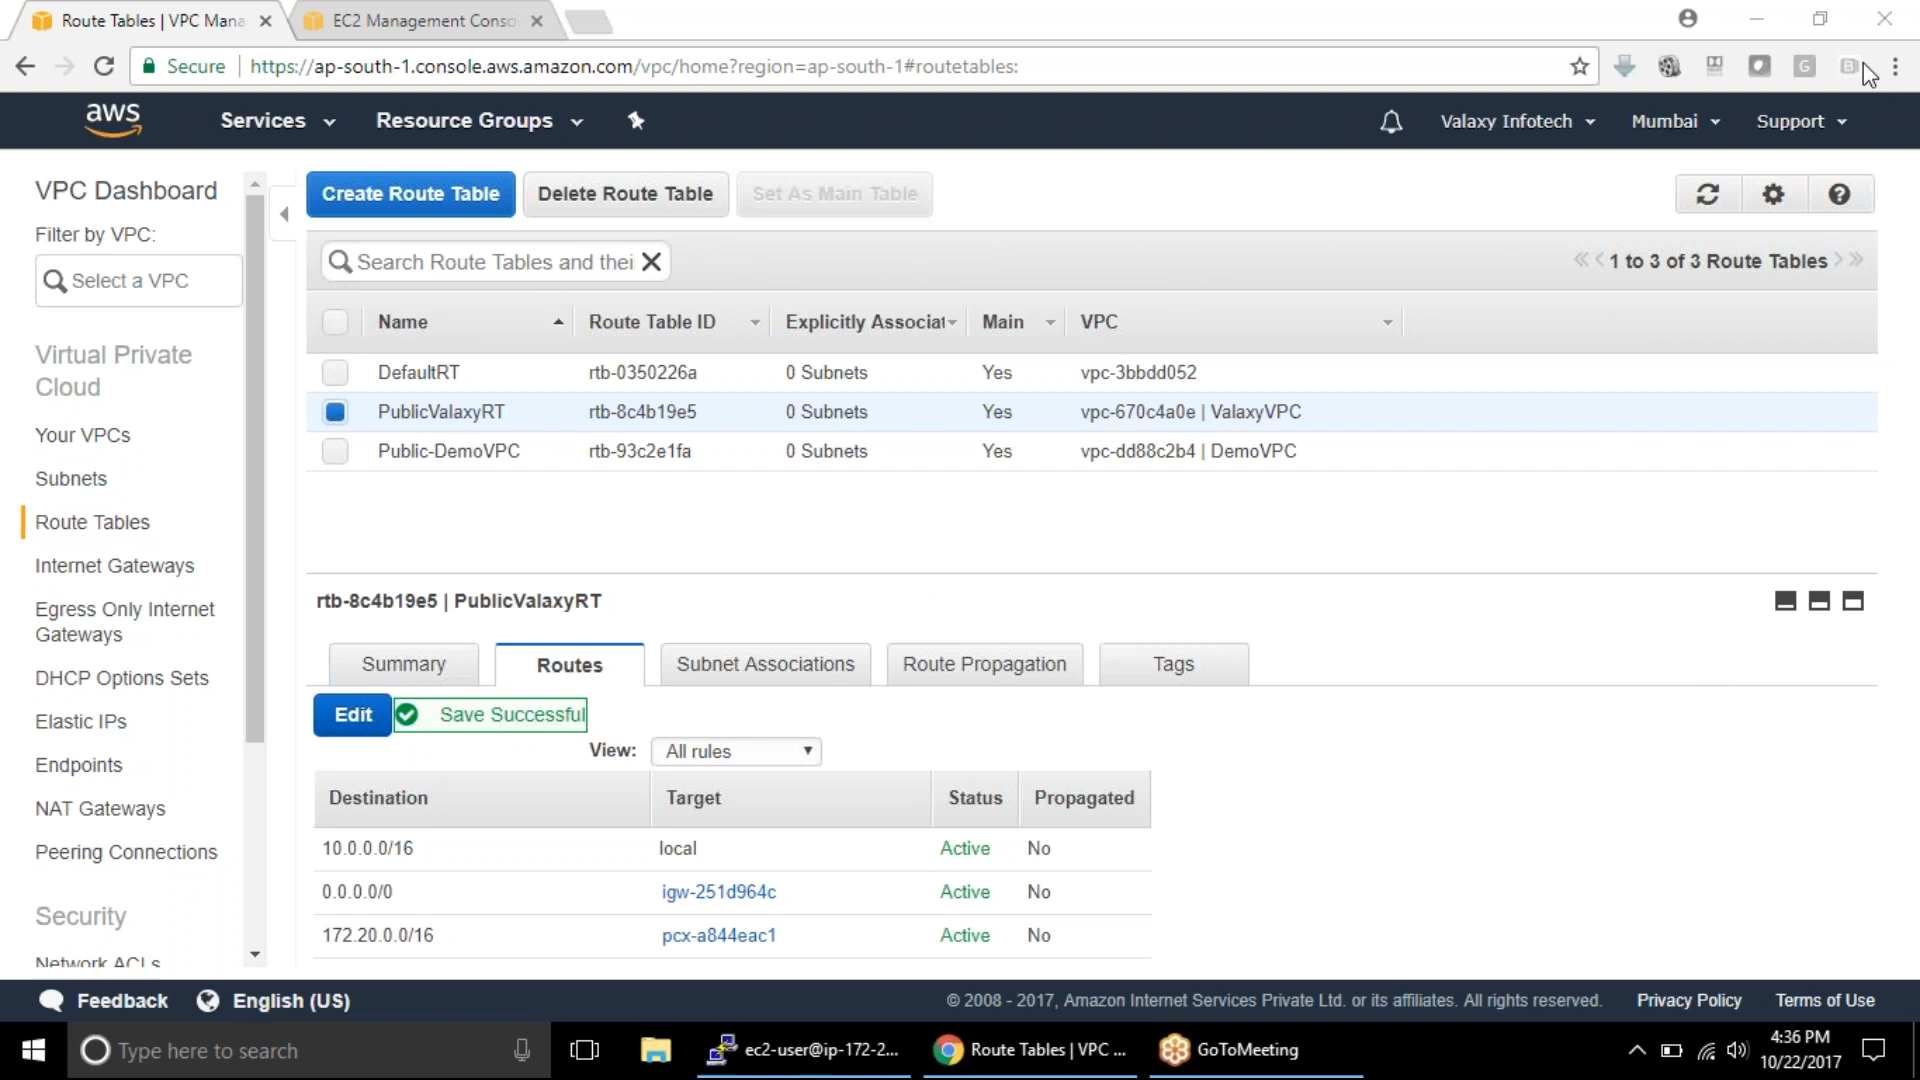 Route Tables | VPC Mana
EC2 Management Conso
Secure
https://ap-south-1.console.aws.amazon.com/vpc/home?region=ap-south-1#routetables:
aws
Services
Resource Groups
Valaxy Infotech
Mumbai
Support
VPC Dashboard
Filter by VPC:
Select a VPC
Virtual Private
Cloud
Your VPCs
Subnets
Route Tables
Internet Gateways
Egress Only Internet
Gateways
DHCP Options Sets
Elastic IPs
Endpoints
NAT Gateways
Peering Connections
Security
Network ACLs
Create Route Table
Delete Route Table
Set As Main Table
Search Route Tables and thei
1 to 3 of 3 Route Tables
Name Route Table ID Explicitly Associat Main VPC
DefaultRT rtb-0350226a 0 Subnets Yes vpc-3bbdd052
PublicValaxyRT rtb-8c4b19e5 0 Subnets Yes vpc-670c4a0e | ValaxyVPC
Public-DemoVPC rtb-93c2e1fa 0 Subnets Yes vpc-dd88c2b4 | DemoVPC
rtb-8c4b19e5 | PublicValaxyRT
Summary
Routes
Subnet Associations
Route Propagation
Tags
Edit
Save Successful
View: All rules
Destination Target Status Propagated
10.0.0.0/16 local Active No
0.0.0.0/0 igw-251d964c Active No
172.20.0.0/16 pcx-a844eac1 Active No
Feedback
English (US)
© 2008 - 2017, Amazon Internet Services Private Ltd. or its affiliates. All rights reserved.
Privacy Policy
Terms of Use
Type here to search
ec2-user@ip-172-2...
Route Tables | VPC ...
GoToMeeting
4:36 PM
10/22/2017